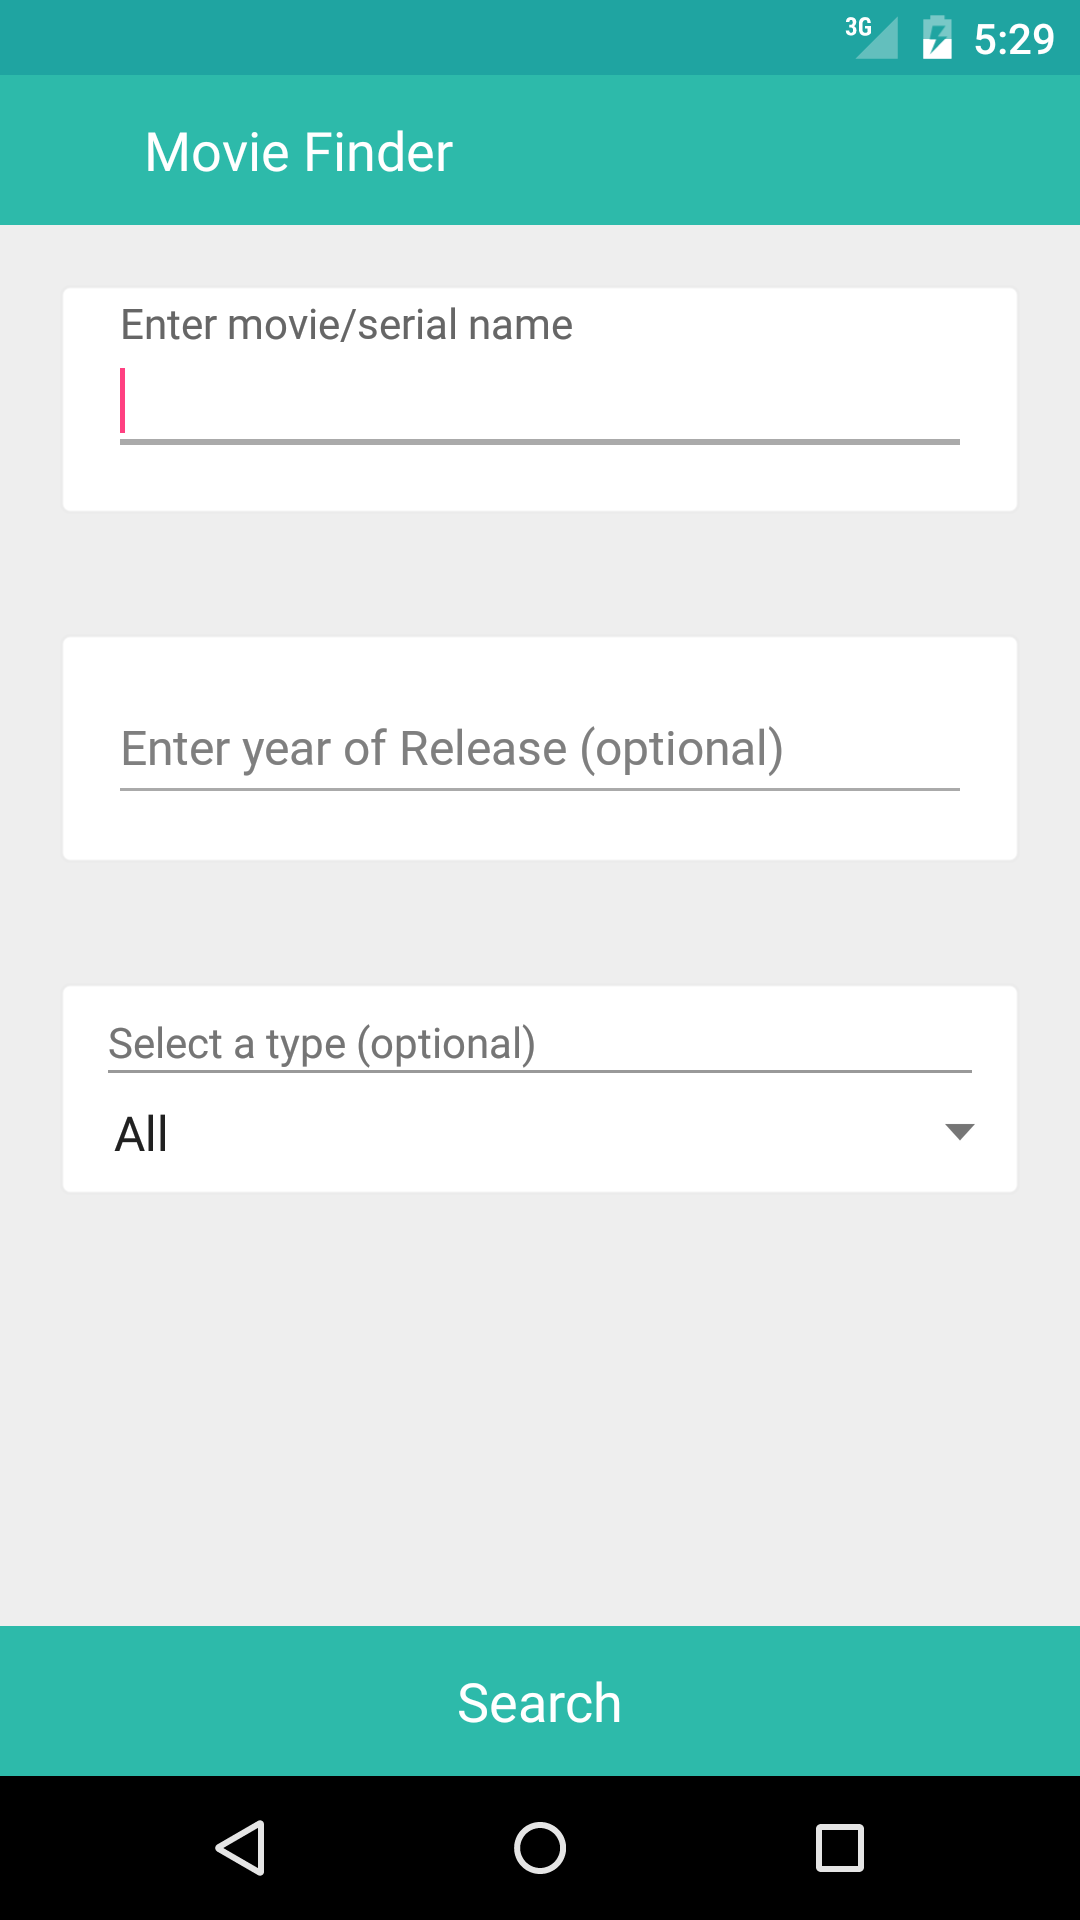 3G 5:29
Movie Finder
Enter movie/serial name
Enter year of Release (optional)
Select a type (optional)
All
Search